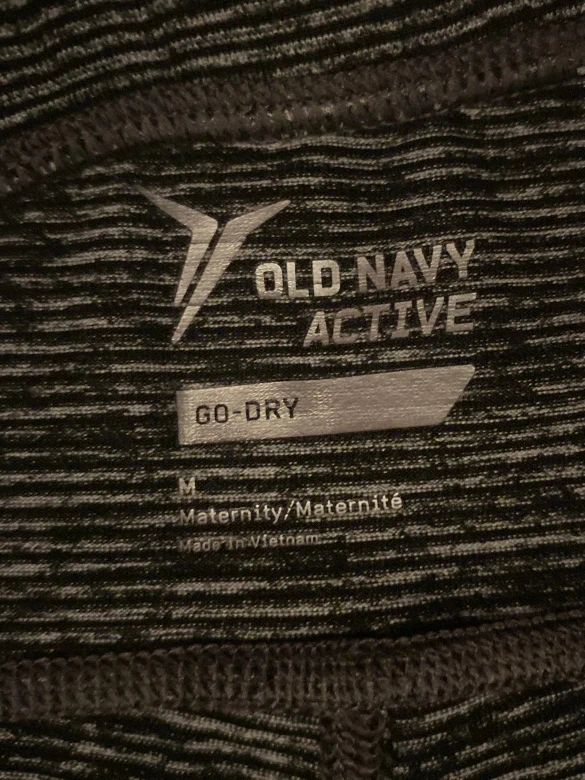 OLD NAVY
ACTIVE
GO-DRY
M
Maternity/Maternité
Made in Vietnam